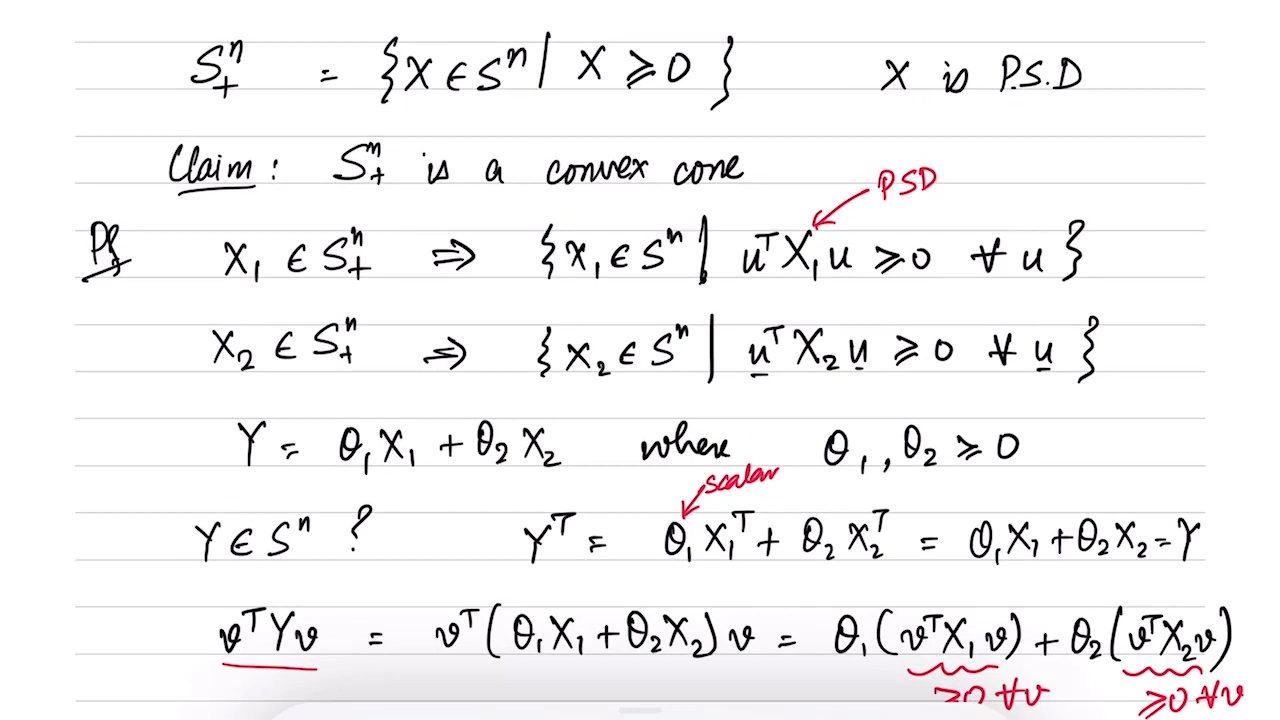 S₊ⁿ = {X ∈ Sⁿ | X ≽ 0} X is P.S.D
Claim: S₊ⁿ is a convex cone
PSD
Pf X₁ ∈ S₊ⁿ ⇒ {X₁ ∈ Sⁿ | uᵀX₁u ≥ 0 ∀ u}
X₂ ∈ S₊ⁿ ⇒ {X₂ ∈ Sⁿ | uᵀX₂u ≥ 0 ∀ u}
Y = θ₁X₁ + θ₂X₂ where θ₁, θ₂ ≥ 0
scalar
Y ∈ Sⁿ ? Yᵀ = θ₁X₁ᵀ + θ₂X₂ᵀ = θ₁X₁ + θ₂X₂ = Y
vᵀYv = vᵀ(θ₁X₁ + θ₂X₂)v = θ₁(vᵀX₁v) + θ₂(vᵀX₂v)
≥0 ∀v ≥0 ∀v